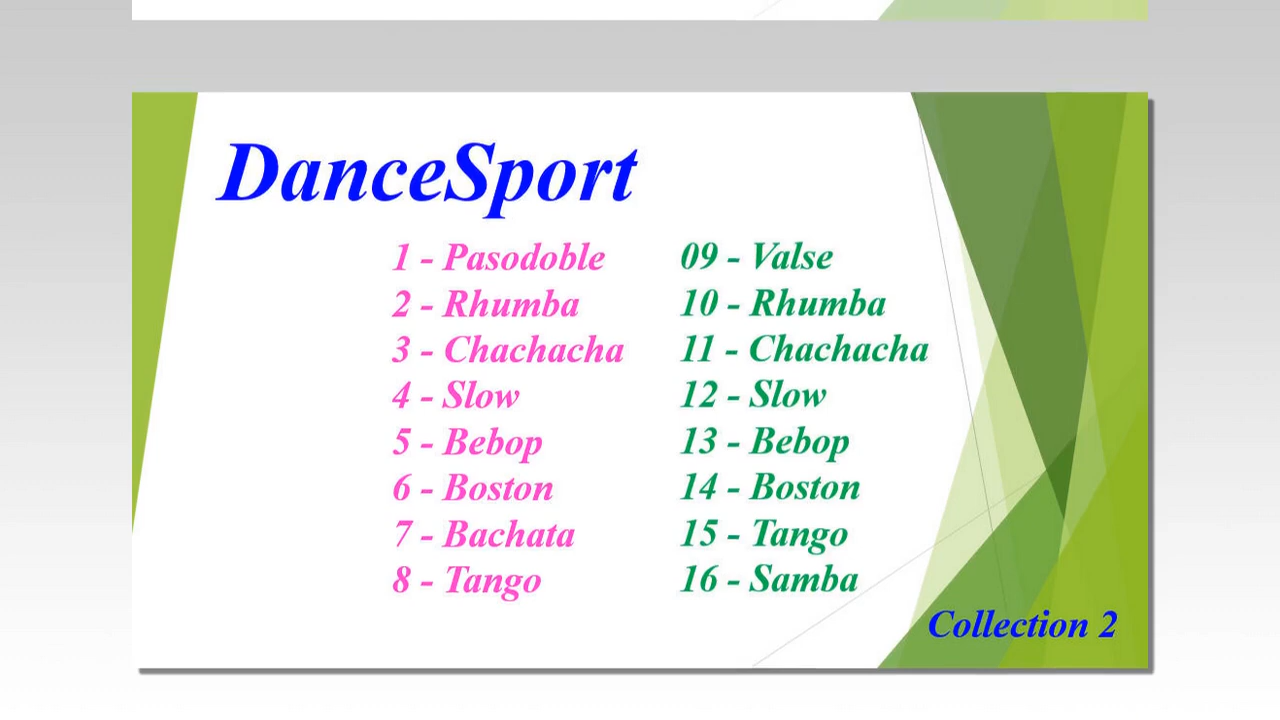 DanceSport
1 - Pasodoble
2 - Rhumba
3 - Chachacha
4 - Slow
5 - Bebop
6 - Boston
7 - Bachata
8 - Tango
09 - Valse
10 - Rhumba
11 - Chachacha
12 - Slow
13 - Bebop
14 - Boston
15 - Tango
16 - Samba
Collection 2